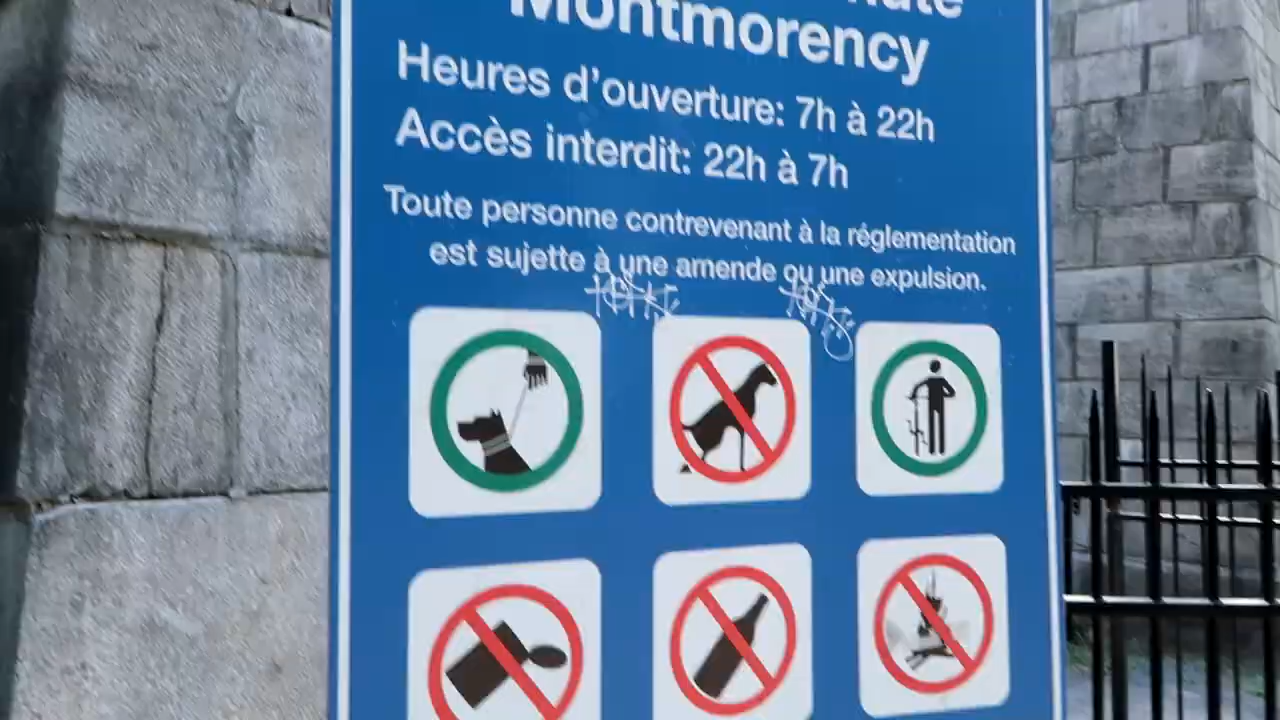 Montmorency
Heures d'ouverture: 7h à 22h
Accès interdit: 22h à 7h
Toute personne contrevenant à la réglementation
est sujette à une amende ou une expulsion.